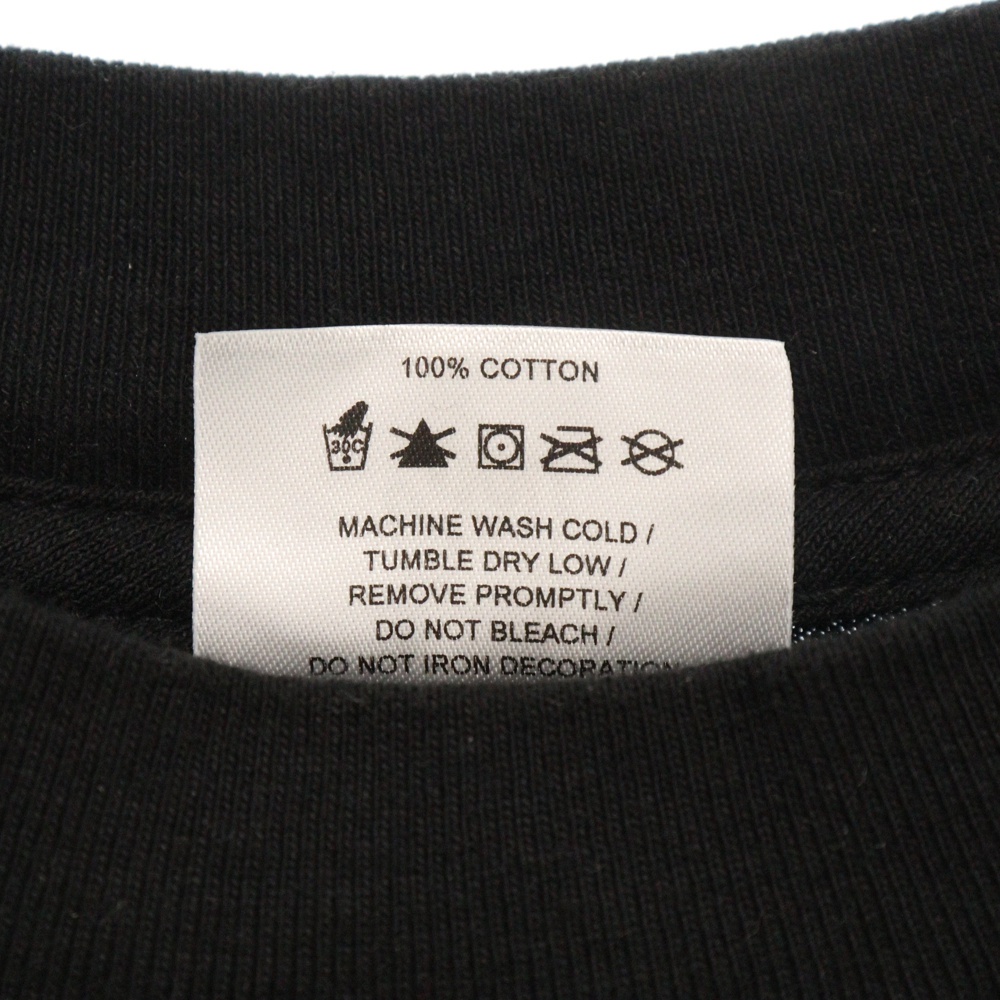 100% COTTON
30C
MACHINE WASH COLD /
TUMBLE DRY LOW /
REMOVE PROMPTLY /
DO NOT BLEACH /
DO NOT IRON DECORATION